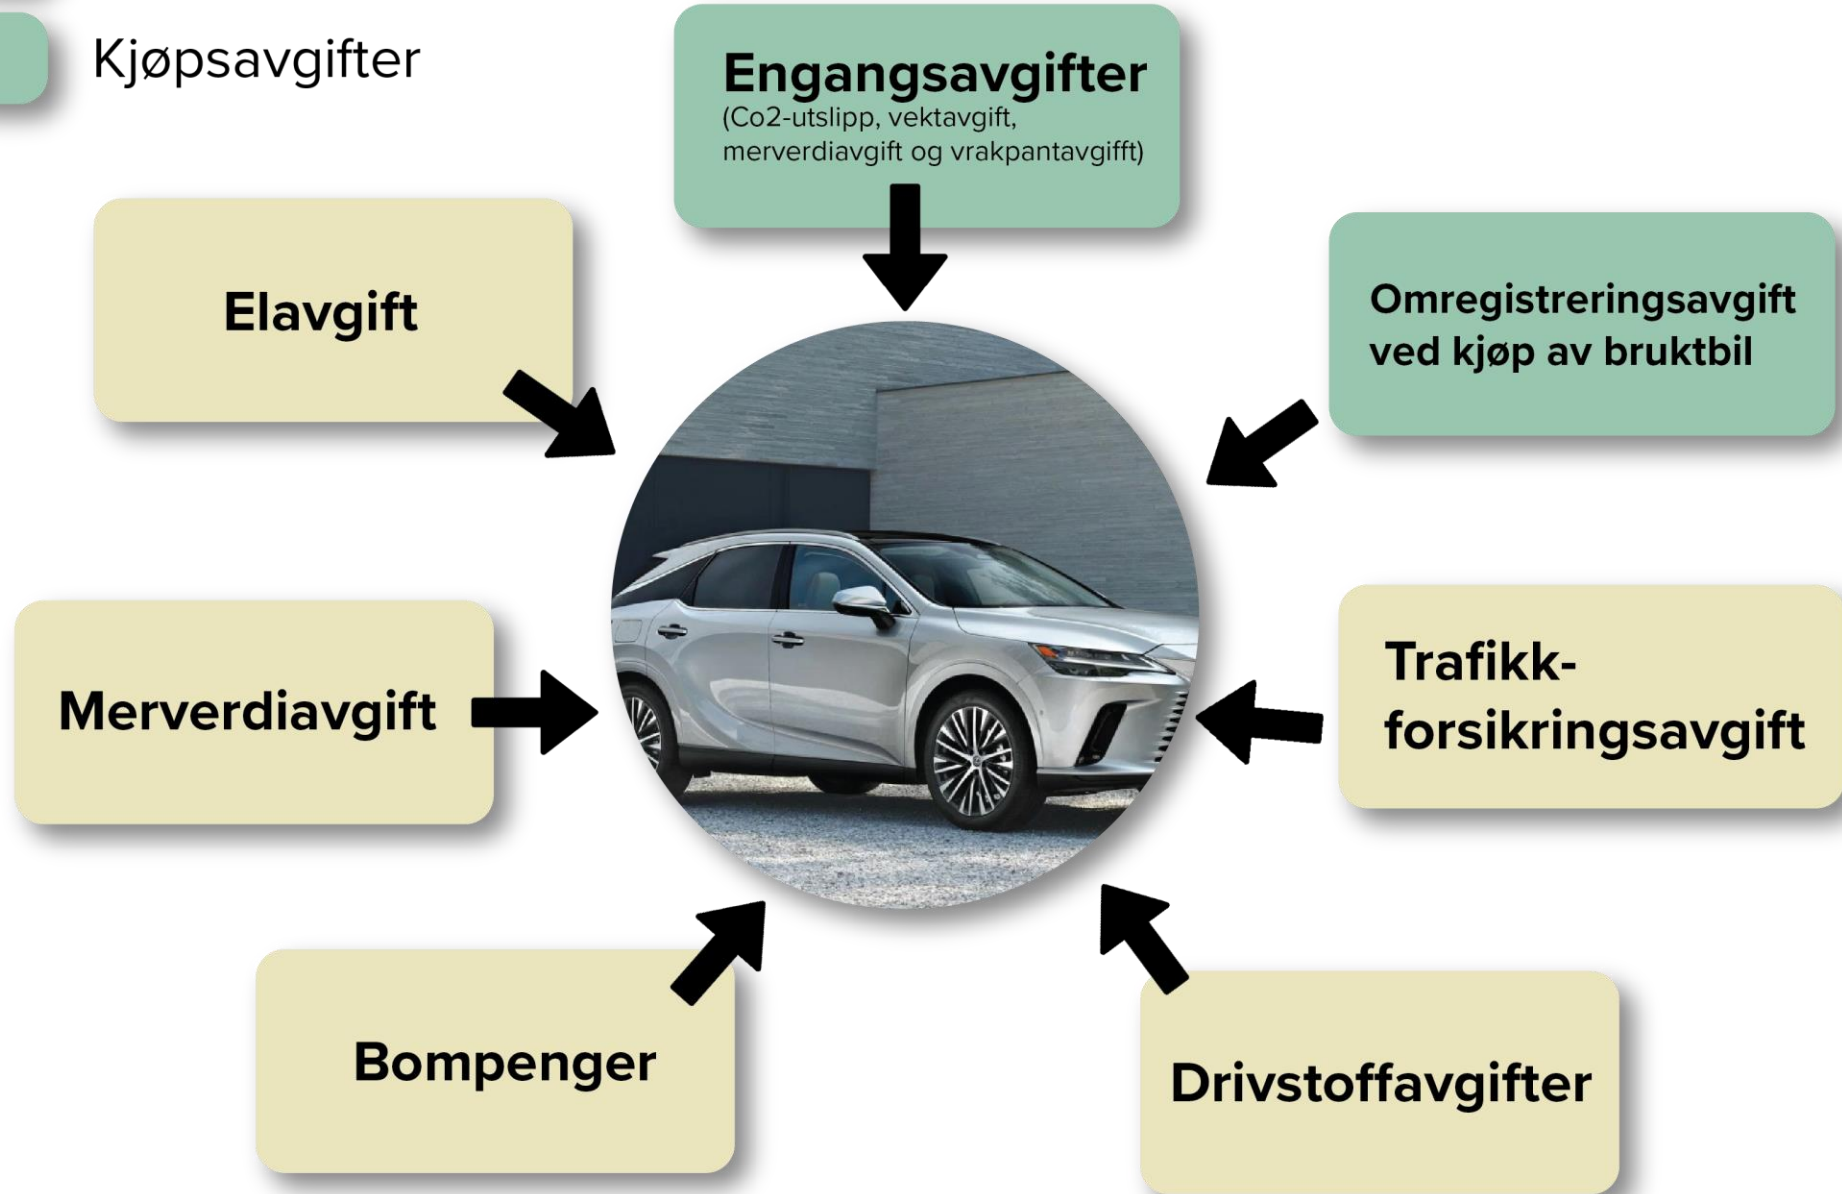 Kjøpsavgifter
Engangsavgifter
(Co2-utslipp, vektavgift,
merverdiavgift og vrakpantavgifft)
Elavgift
Omregistreringsavgift
ved kjøp av bruktbil
Merverdiavgift
Trafikk-
forsikringsavgift
Bompenger
Drivstoffavgifter